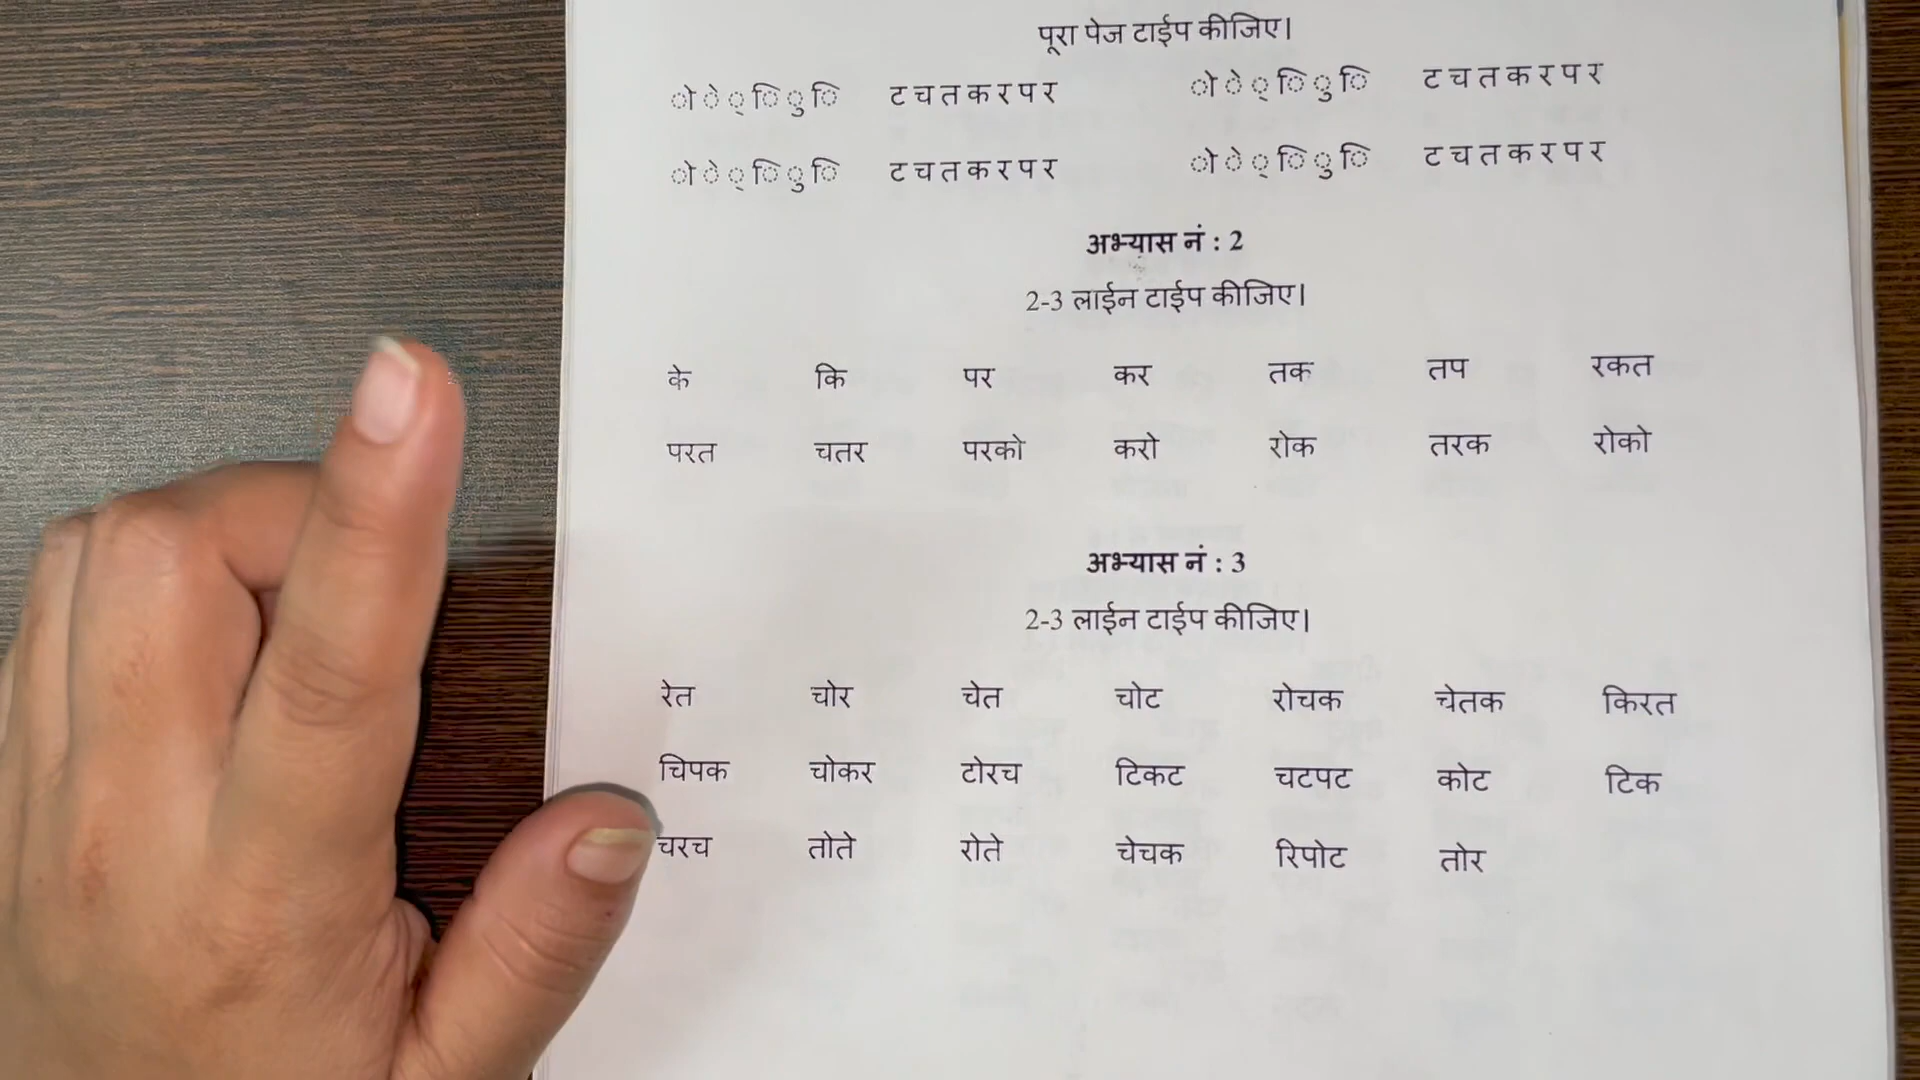 पूरा पेज टाईप कीजिए।
ो े ् ि ु ि ट च त क र प र ो े ् ि ु ि ट च त क र प र
ो े ् ि ु ि ट च त क र प र ो े ् ि ु ि ट च त क र प र
अभ्यास नं : 2
2-3 लाईन टाईप कीजिए।
के कि पर कर तक तप रकत
परत चतर परको करो रोक तरक रोको
अभ्यास नं : 3
2-3 लाईन टाईप कीजिए।
रेत चोर चेत चोट रोचक चेतक किरत
चिपक चोकर टोरच टिकट चटपट कोट टिक
चरच तोते रोते चेचक रिपोट तोर